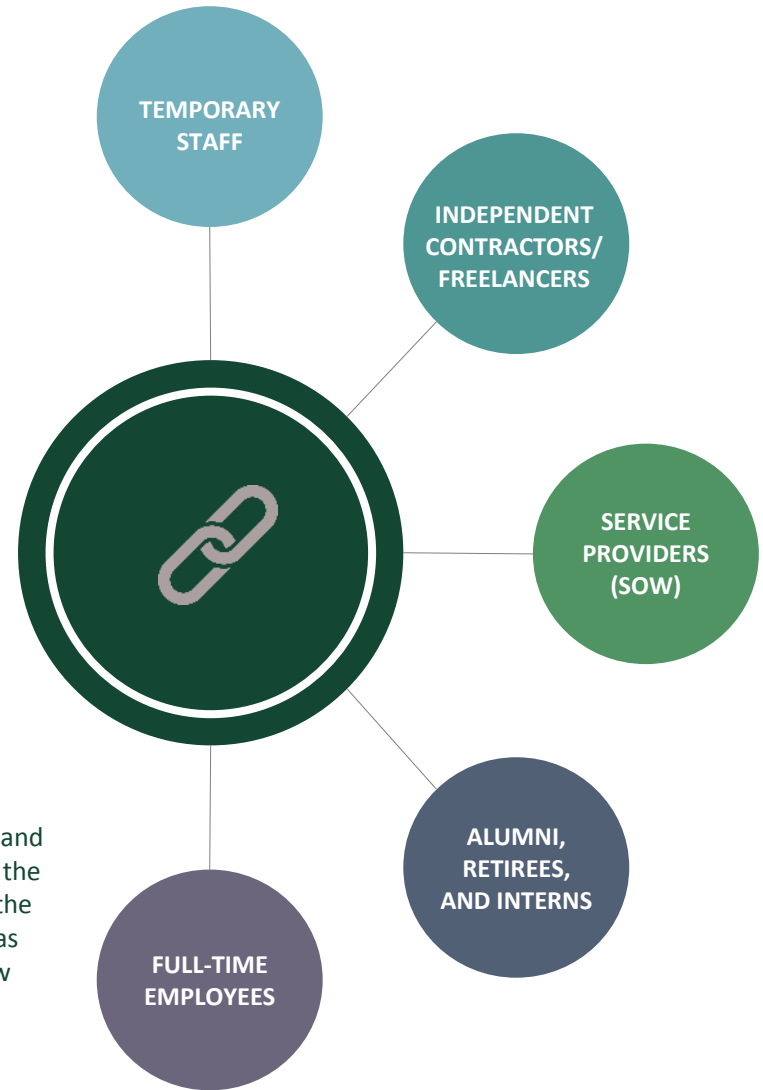 TEMPORARY
STAFF
INDEPENDENT
CONTRACTORS/
FREELANCERS
SERVICE
PROVIDERS
(SOW)
ALUMNI,
RETIREES,
AND INTERNS
FULL-TIME
EMPLOYEES
and
the
the
as